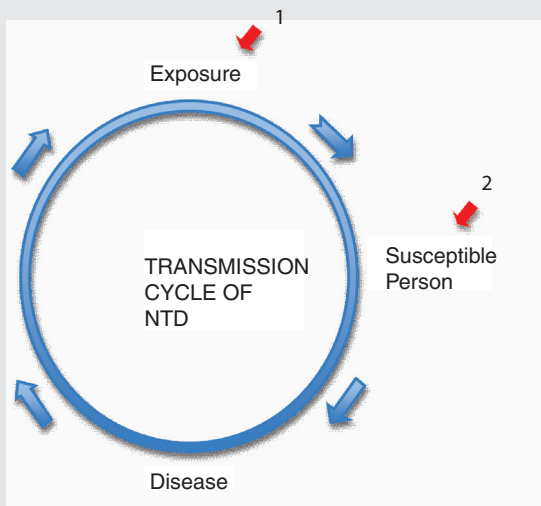 1
Exposure
2
Susceptible
Person
TRANSMISSION
CYCLE OF
NTD
Disease